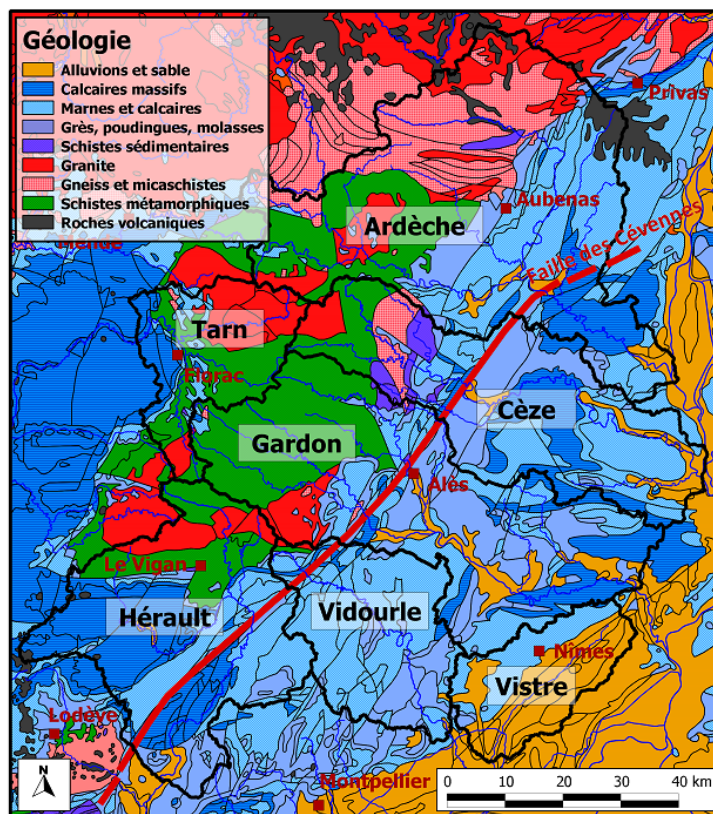 Géologie
Alluvions et sable
Calcaires massifs
Marnes et calcaires
Grès, poudingues, molasses
Schistes sédimentaires
Granite
Gneiss et micaschistes
Schistes métamorphiques
Roches volcaniques
Privas
Aubenas
Ardèche
Mende
Faille des Cévennes
Tarn
Florac
Cèze
Gardon
Alès
Le Vigan
Hérault
Vidourle
Nîmes
Vistre
Lodève
Montpellier
N
0 10 20 30 40 km